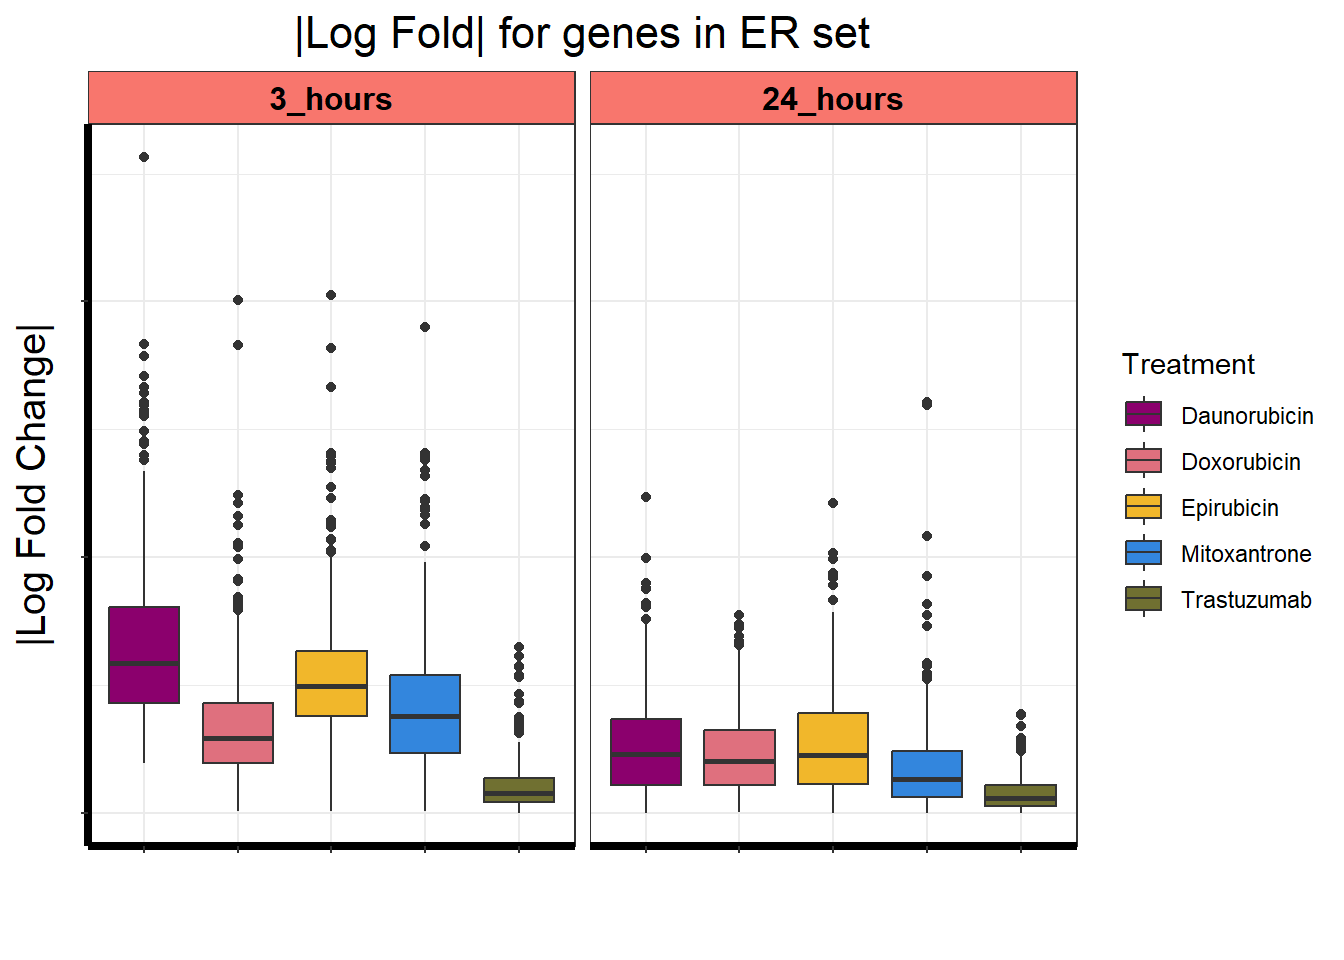 |Log Fold| for genes in ER set
3_hours
24_hours
|Log Fold Change|
Treatment
Daunorubicin
Doxorubicin
Epirubicin
Mitoxantrone
Trastuzumab